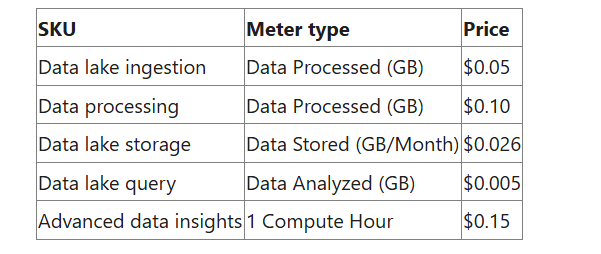 SKU Meter type Price
Data lake ingestion Data Processed (GB) $0.05
Data processing Data Processed (GB) $0.10
Data lake storage Data Stored (GB/Month) $0.026
Data lake query Data Analyzed (GB) $0.005
Advanced data insights 1 Compute Hour $0.15